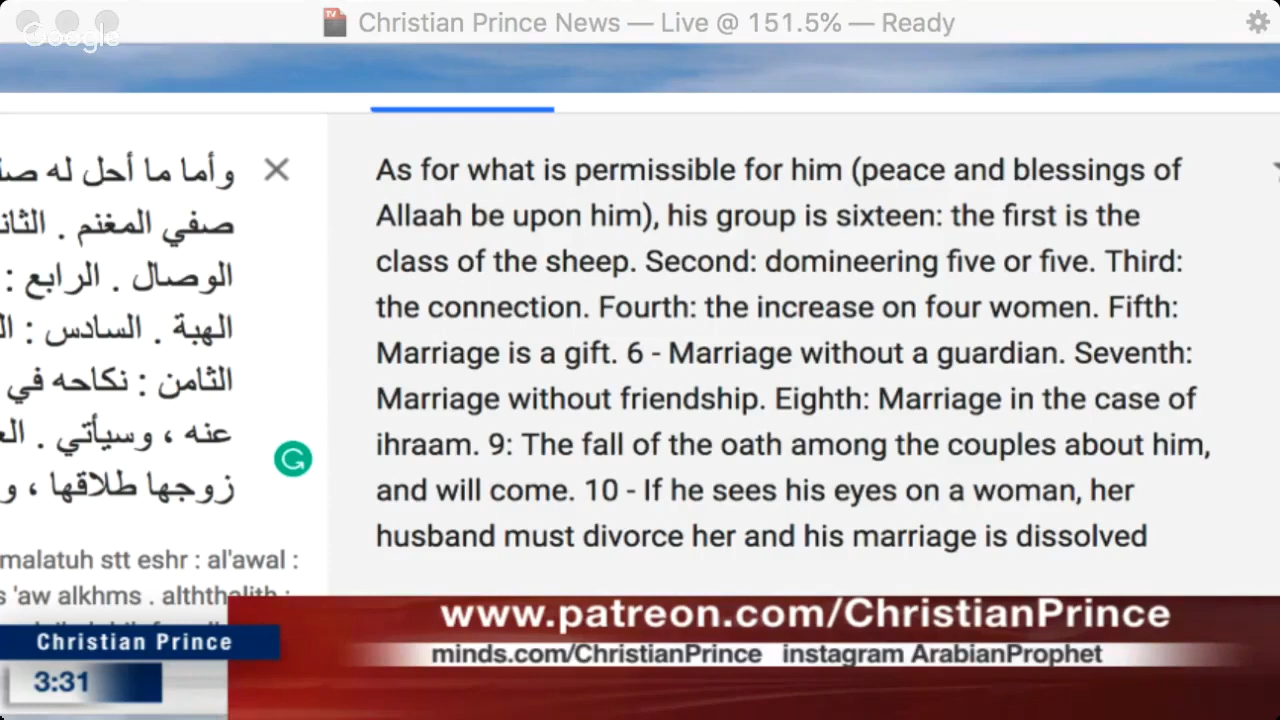 Christian Prince News — Live @ 151.5% — Ready
Google
وأما ما أحل له
صفي المغنم .
الوصال . الرابع :
الهبة . السادس :
الثامن : نكاحه في
عنه ، وسيأتي .
زوجها طلاقها ، و
malatuh stt eshr : al'awal :
'aw alkhms . alththalith :
As for what is permissible for him (peace and blessings of
Allaah be upon him), his group is sixteen: the first is the
class of the sheep. Second: domineering five or five. Third:
the connection. Fourth: the increase on four women. Fifth:
Marriage is a gift. 6 - Marriage without a guardian. Seventh:
Marriage without friendship. Eighth: Marriage in the case of
ihraam. 9: The fall of the oath among the couples about him,
and will come. 10 - If he sees his eyes on a woman, her
husband must divorce her and his marriage is dissolved
www.patreon.com/ChristianPrince
minds.com/ChristianPrince instagram ArabianProphet
Christian Prince
3:31